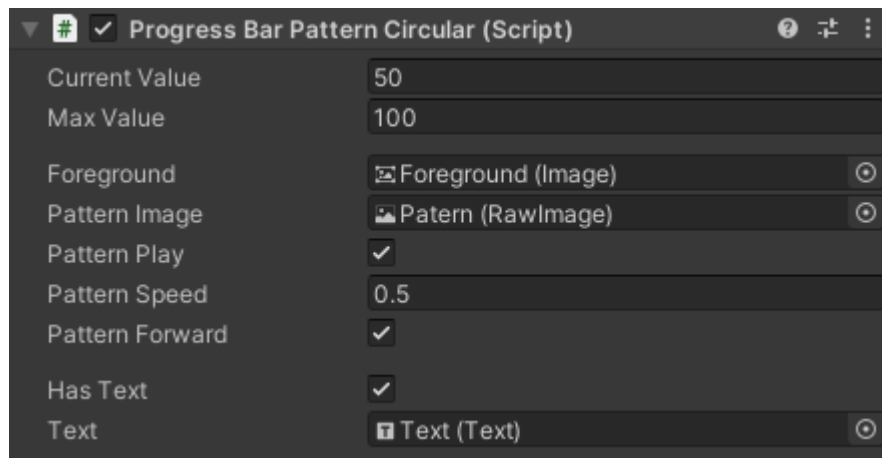 Progress Bar Pattern Circular (Script)
Current Value 50
Max Value 100
Foreground Foreground (Image)
Pattern Image Patern (RawImage)
Pattern Play
Pattern Speed 0.5
Pattern Forward
Has Text
Text Text (Text)